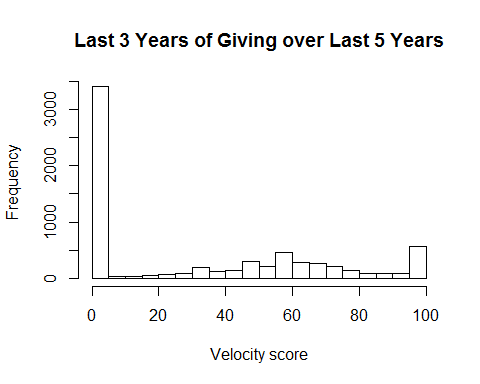 Last 3 Years of Giving over Last 5 Years
3000
2000
1000
0
Frequency
0 20 40 60 80 100
Velocity score